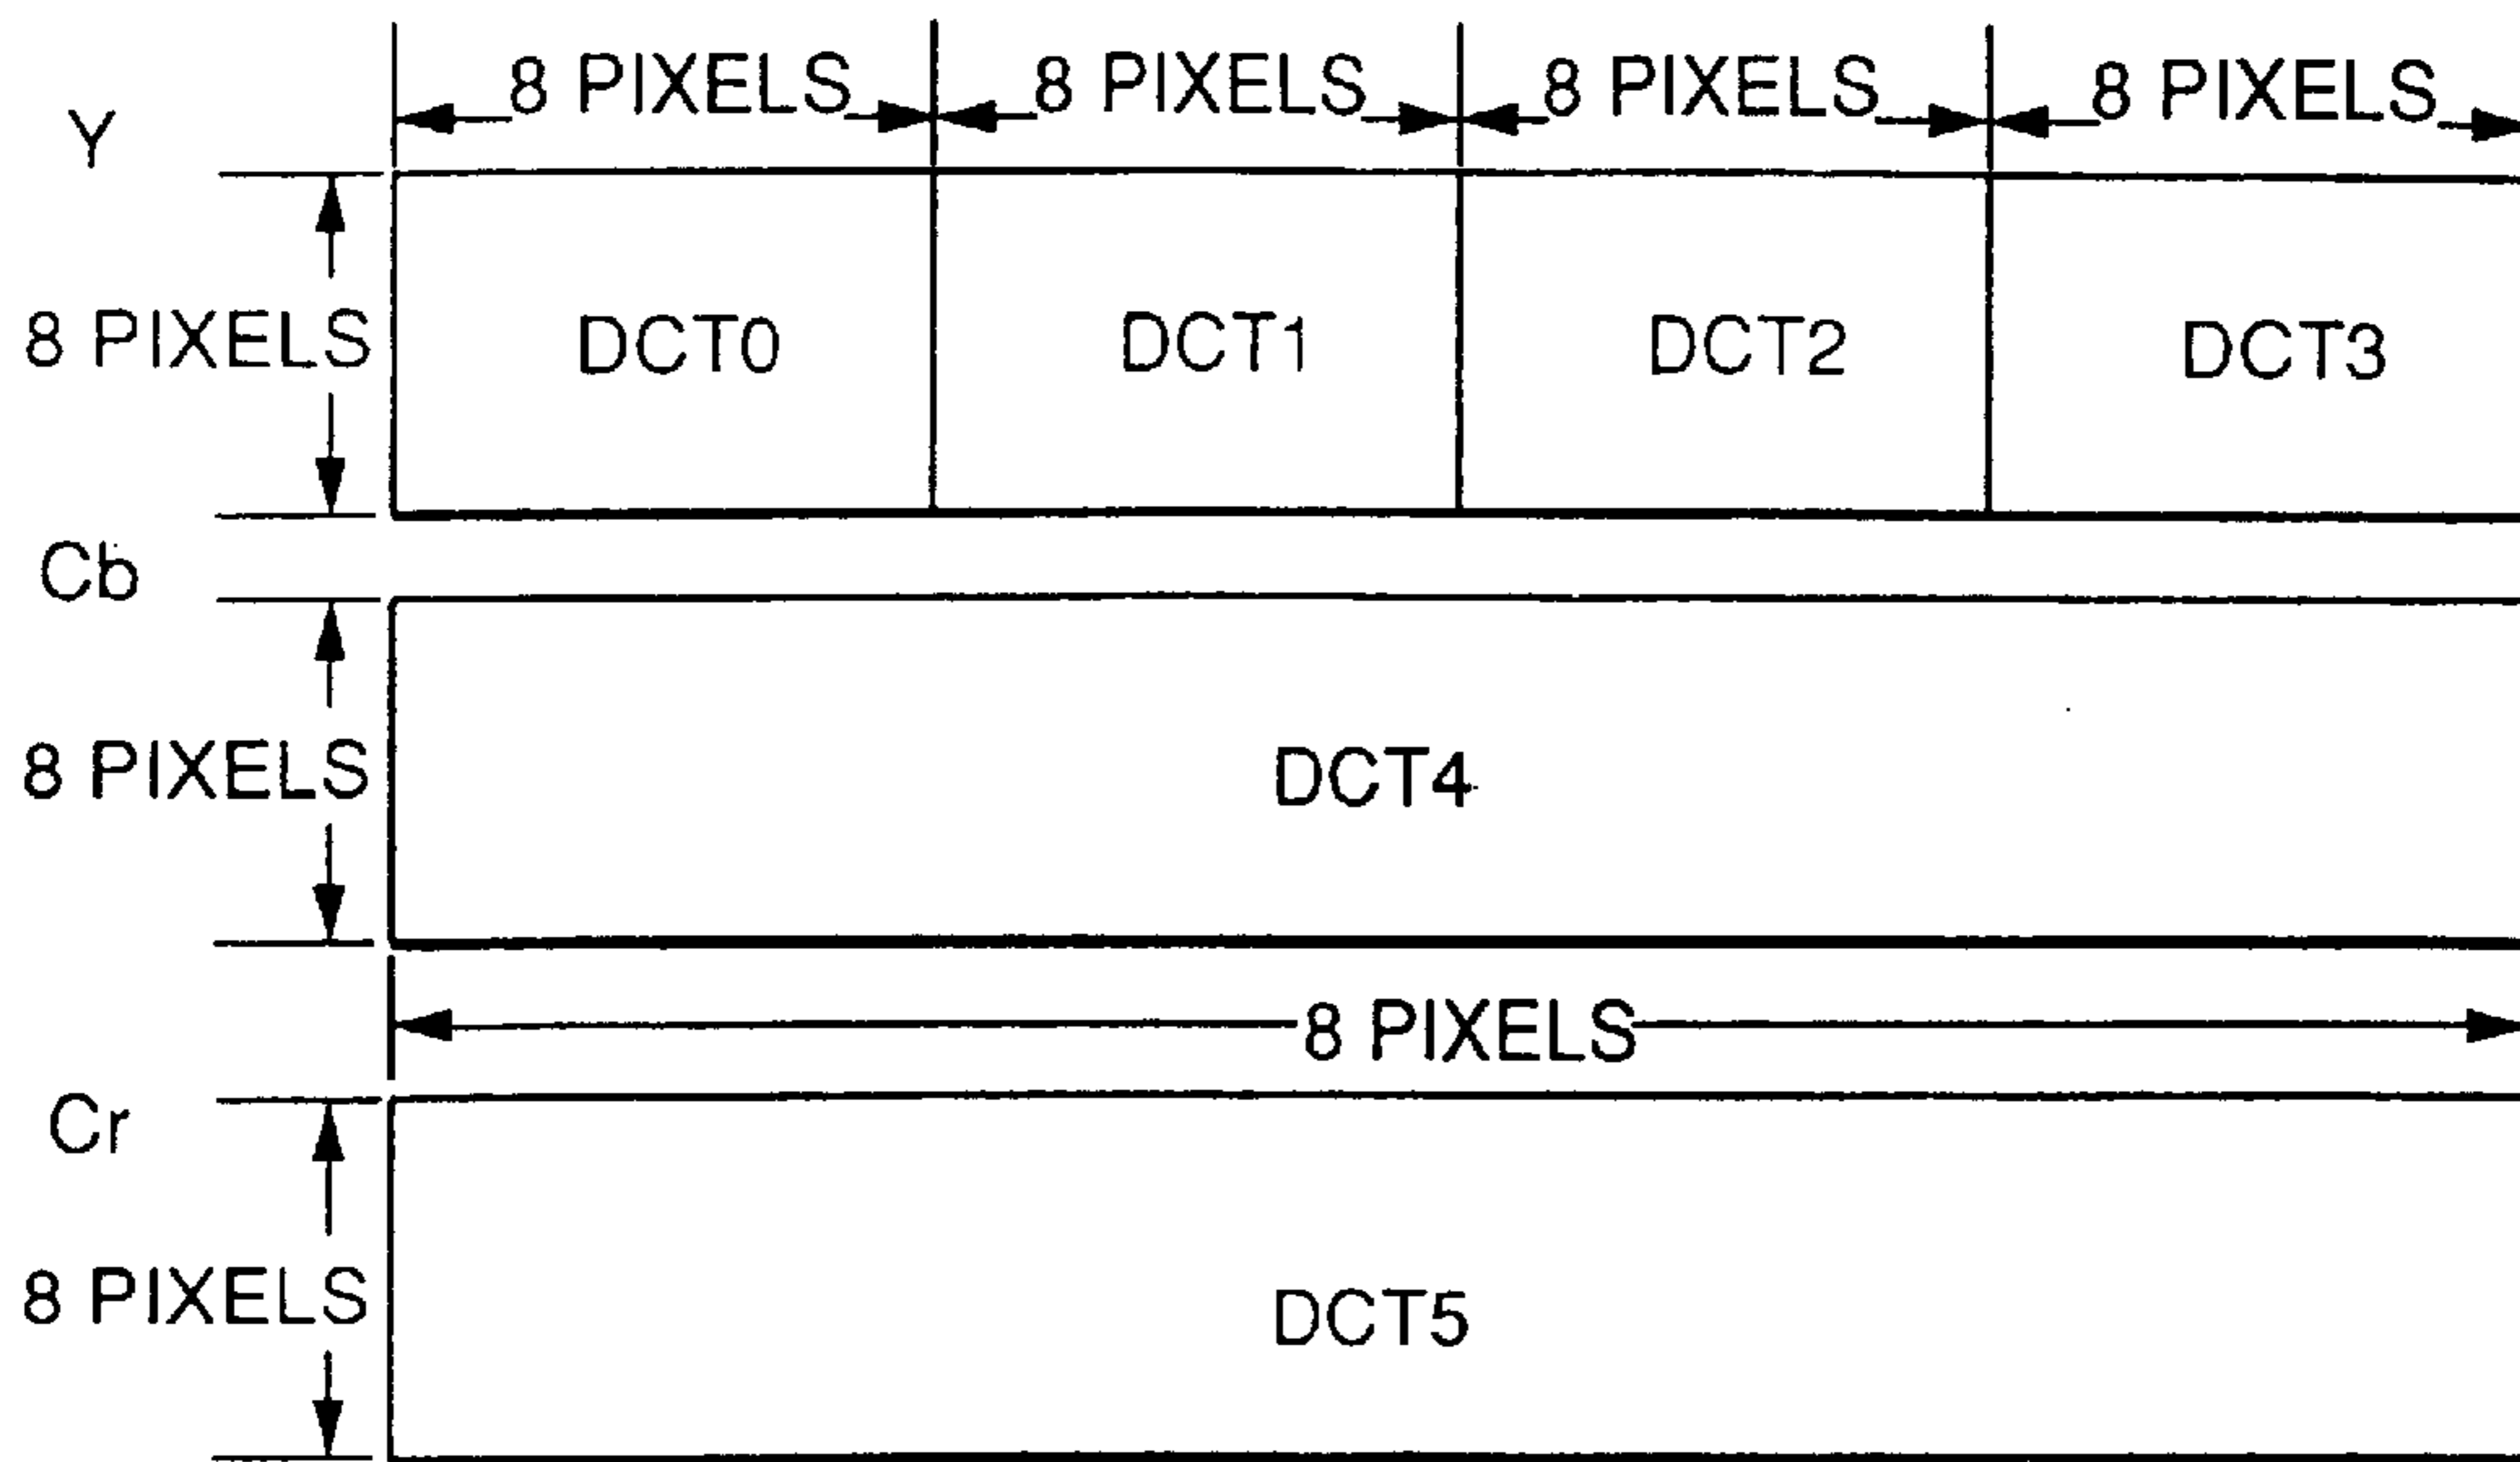 8 PIXELS 8 PIXELS 8 PIXELS 8 PIXELS
Y
8 PIXELS DCT0 DCT1 DCT2 DCT3
Cb
8 PIXELS DCT4
8 PIXELS
Cr
8 PIXELS DCT5